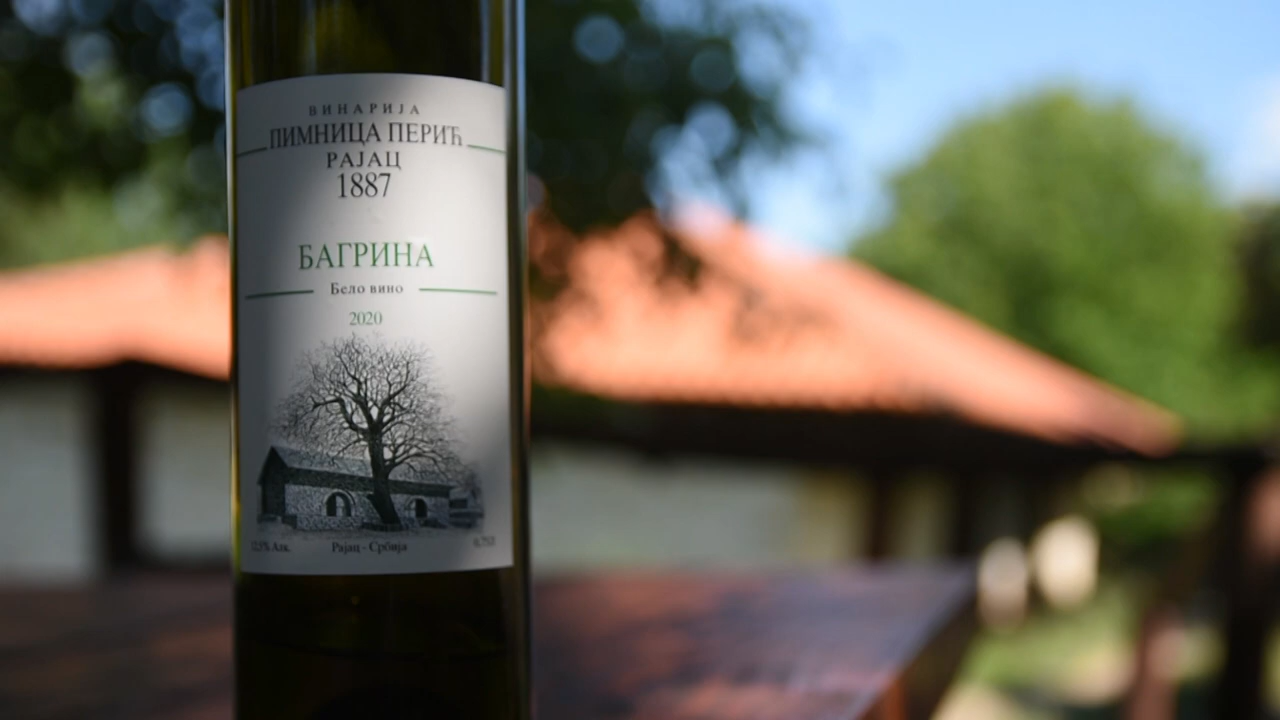 ВИНАРИЈА
ПИМНИЦА ПЕРИЋ
РАЈАЦ
1887
БАГРИНА
Бело вино
2020
Рајац - Србија